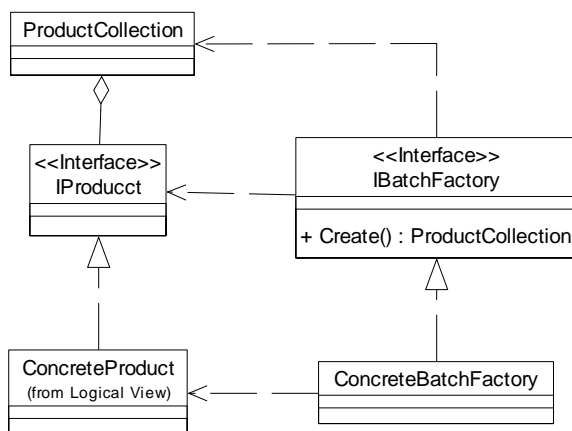 ProductCollection
<<Interface>>
IProducct
<<Interface>>
IBatchFactory
+ Create() : ProductCollection
ConcreteProduct
(from Logical View)
ConcreteBatchFactory